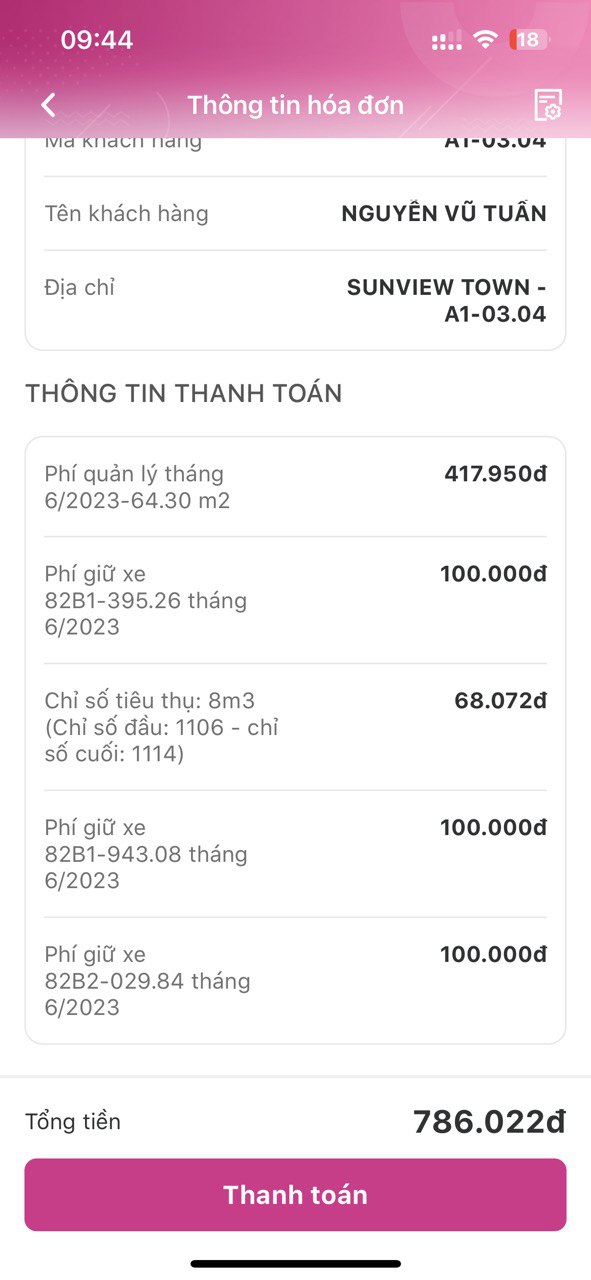 09:44
18
Thông tin hóa đơn
Mã khách hàng
A1-03.04
Tên khách hàng
NGUYỄN VŨ TUẤN
Địa chỉ
SUNVIEW TOWN -
A1-03.04
THÔNG TIN THANH TOÁN
Phí quản lý tháng
6/2023-64.30 m2
417.950đ
Phí giữ xe
82B1-395.26 tháng
6/2023
100.000đ
Chỉ số tiêu thụ: 8m3
(Chỉ số đầu: 1106 - chỉ
số cuối: 1114)
68.072đ
Phí giữ xe
82B1-943.08 tháng
6/2023
100.000đ
Phí giữ xe
82B2-029.84 tháng
6/2023
100.000đ
Tổng tiền
786.022đ
Thanh toán